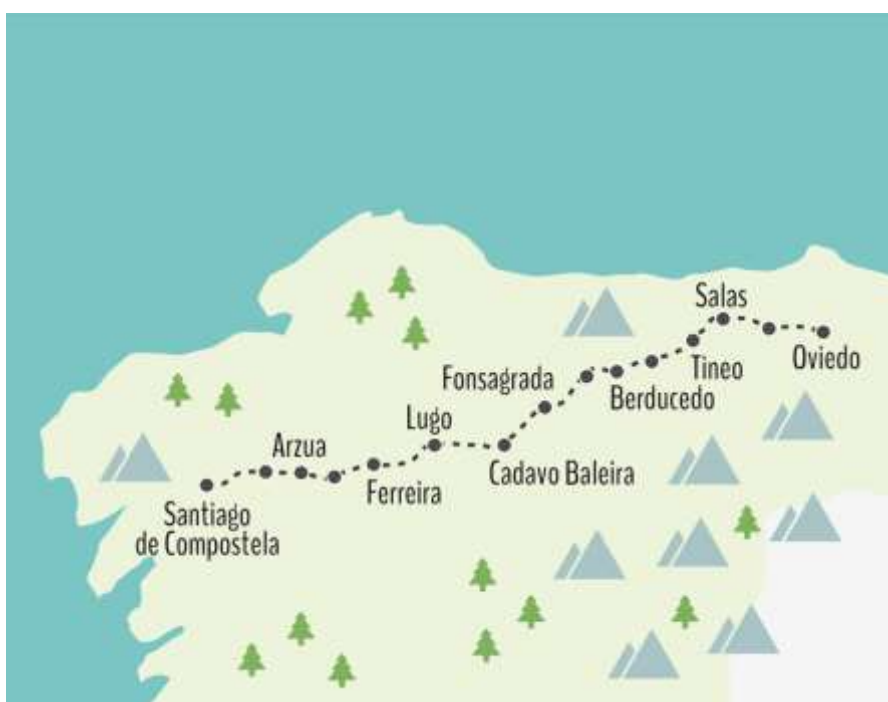 Salas
Oviedo
Tineo
Berducedo
Fonsagrada
Lugo
Cadavo Baleira
Arzua
Ferreira
Santiago
de Compostela